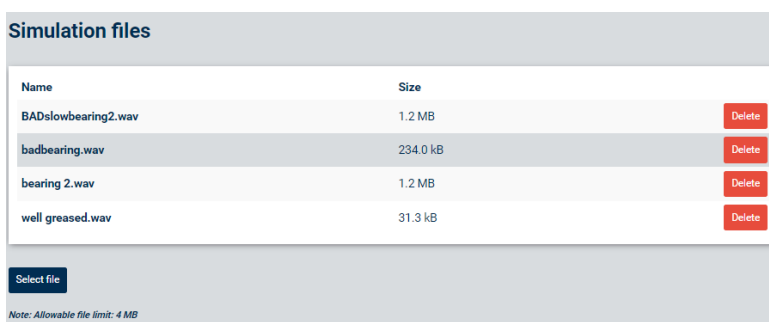 Simulation files
Name Size
BADslowbearing2.wav 1.2 MB Delete
badbearing.wav 234.0 kB Delete
bearing 2.wav 1.2 MB Delete
well greased.wav 31.3 kB Delete
Select file
Note: Allowable file limit: 4 MB